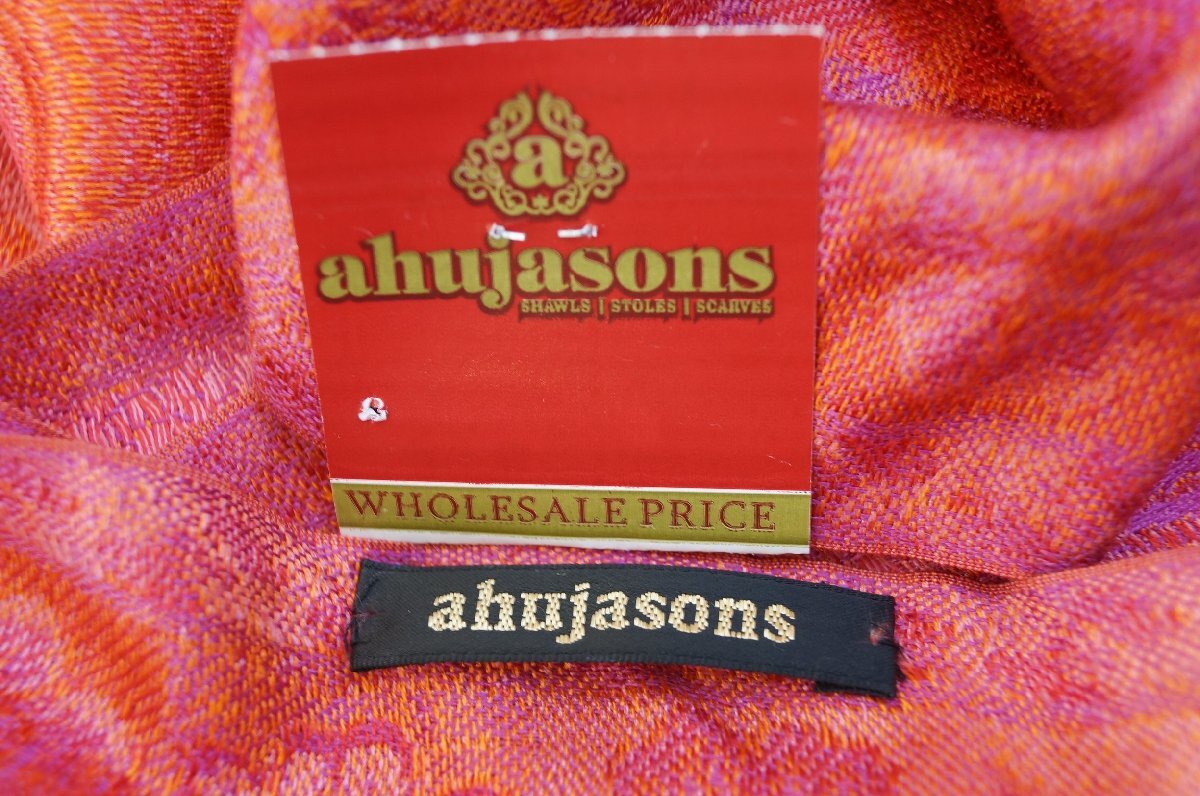 a
ahujasons
SHAWLS | STOLES | SCARVES
WHOLESALE PRICE
ahujasons